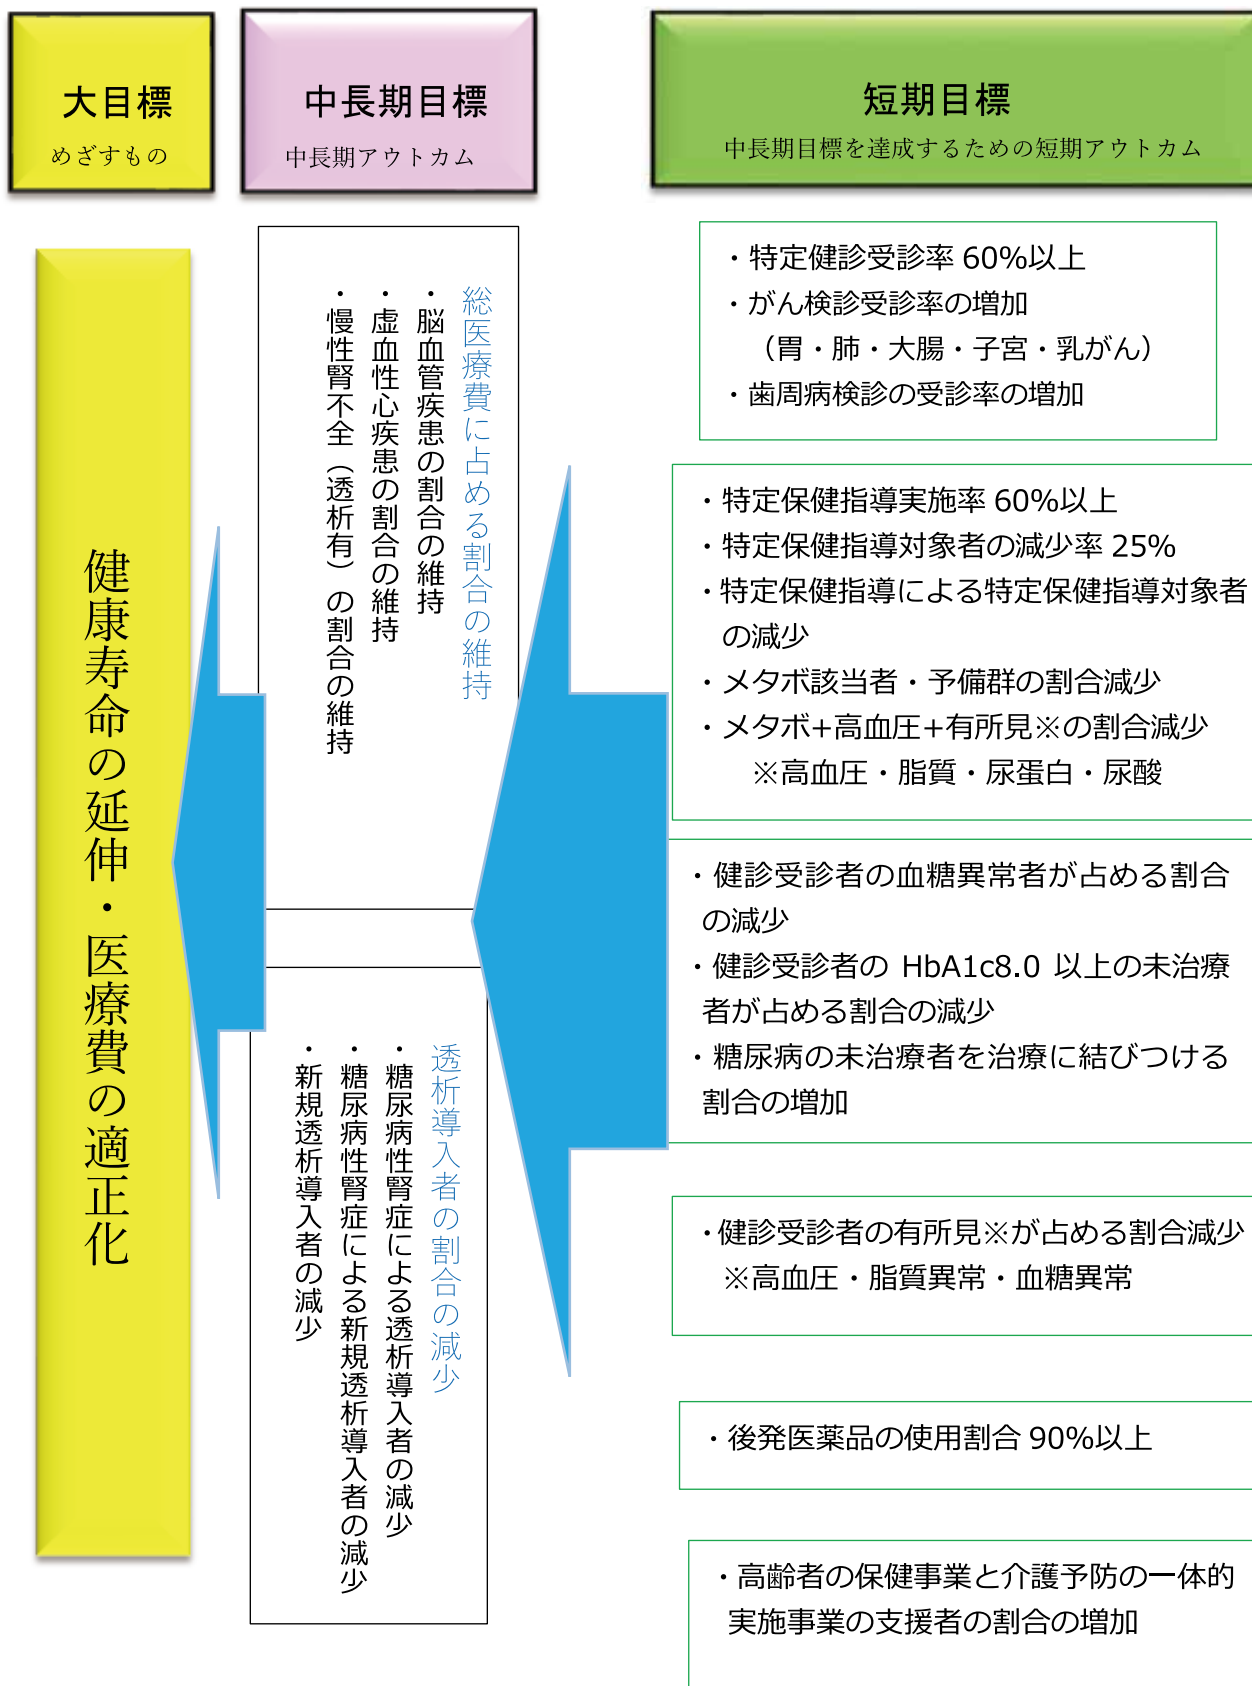 大目標
めざすもの
中長期目標
中長期アウトカム
短期目標
中長期目標を達成するための短期アウトカム
健康寿命の延伸・医療費の適正化
総医療費に占める割合の維持
・脳血管疾患の割合の維持
・虚血性心疾患の割合の維持
・慢性腎不全（透析有）の割合の維持
透析導入者の割合の減少
・糖尿病性腎症による透析導入者の減少
・糖尿病性腎症による新規透析導入者の減少
・新規透析導入者の減少
・特定健診受診率 60%以上
・がん検診受診率の増加
（胃・肺・大腸・子宮・乳がん）
・歯周病検診の受診率の増加
・特定保健指導実施率 60%以上
・特定保健指導対象者の減少率 25%
・特定保健指導による特定保健指導対象者
の減少
・メタボ該当者・予備群の割合減少
・メタボ+高血圧+有所見※の割合減少
※高血圧・脂質・尿蛋白・尿酸
・健診受診者の血糖異常者が占める割合
の減少
・健診受診者の HbA1c8.0 以上の未治療
者が占める割合の減少
・糖尿病の未治療者を治療に結びつける
割合の増加
・健診受診者の有所見※が占める割合減少
※高血圧・脂質異常・血糖異常
・後発医薬品の使用割合 90%以上
・高齢者の保健事業と介護予防の一体的
実施事業の支援者の割合の増加